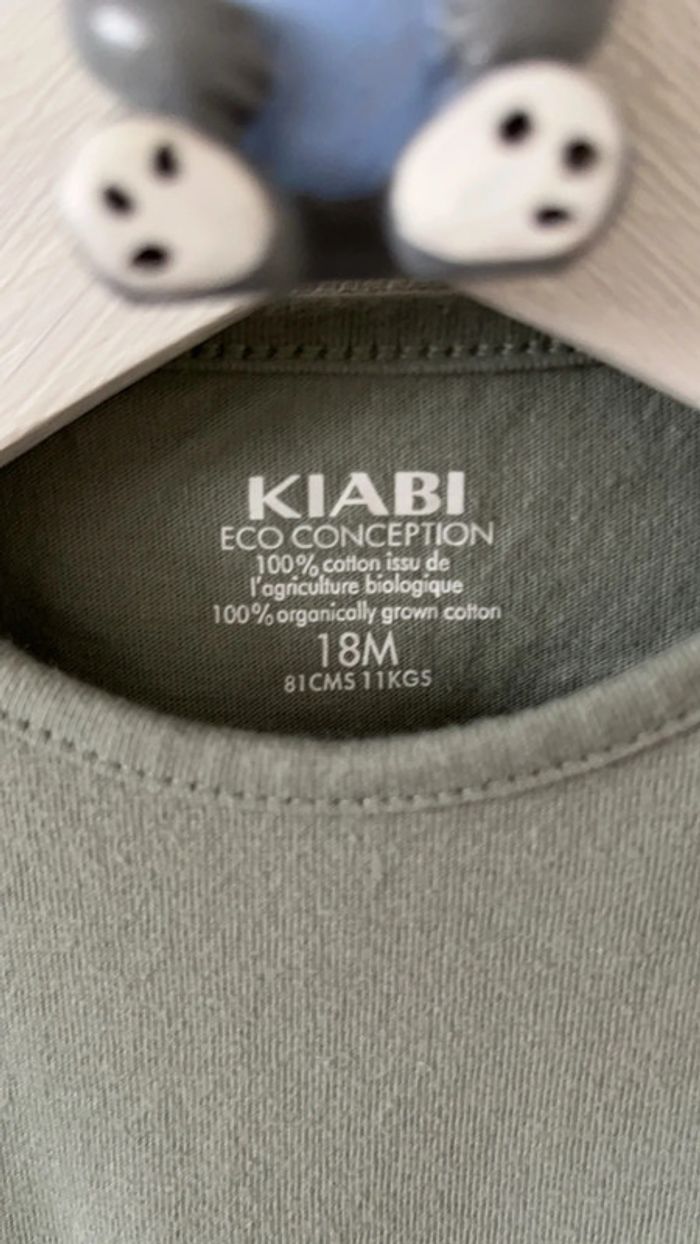 KIABI
ECO CONCEPTION
100% cotton issu de
l'agriculture biologique
100% organically grown cotton
18M
81CMS 11KGS